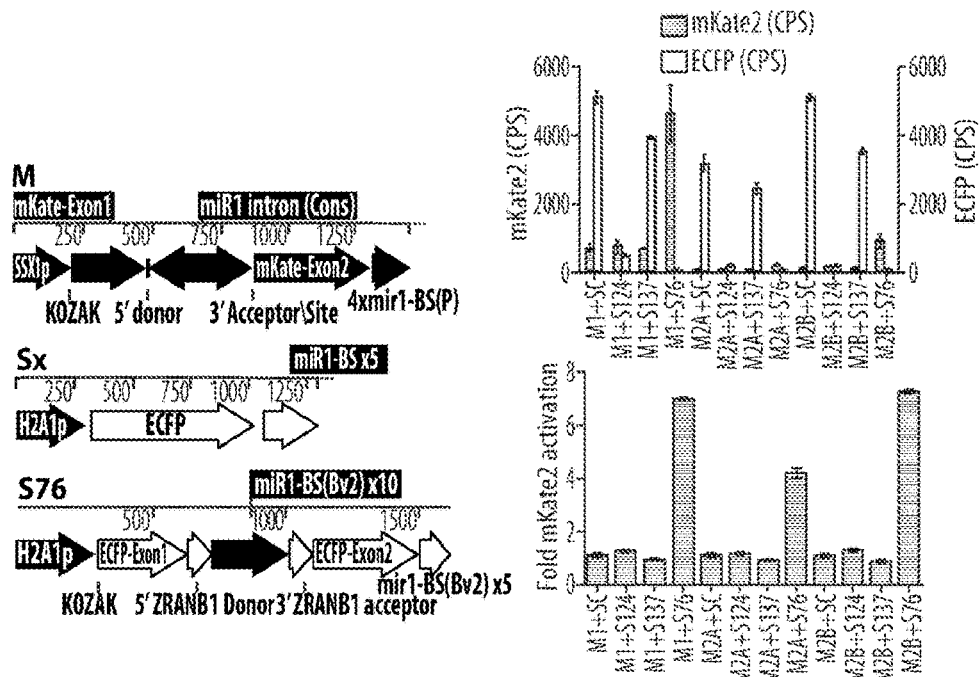 M
mKate-Exon1
miR1 intron (Cons)
250' 500' 750' 1000' 1250'
SSX1p
mKate-Exon2
4xmir1-BS(P)
KOZAK 5' donor 3' Acceptor\Site
Sx
miR1-BS x5
250' 500' 750' 1000' 1250'
H2A1p
ECFP
S76
miR1-BS(Bv2) x10
500' 1000' 1500'
H2A1p
ECFP-Exon1
ECFP-Exon2
mir1-BS(Bv2) x5
KOZAK 5' ZRANB1 Donor 3' ZRANB1 acceptor
mKate2 (CPS)
ECFP (CPS)
mKate2 (CPS)
6000
4000
2000
0
6000
4000
2000
0
ECFP (CPS)
M1+SC
M1+S124
M1+S137
M1+S76
M2A+SC
M2A+S124
M2A+S137
M2A+S76
M2B+SC
M2B+S124
M2B+S137
M2B+S76
Fold mKate2 activation
8
6
4
2
0
M1+SC
M1+S124
M1+S137
M1+S76
M2A+SC
M2A+S124
M2A+S137
M2A+S76
M2B+SC
M2B+S124
M2B+S137
M2B+S76